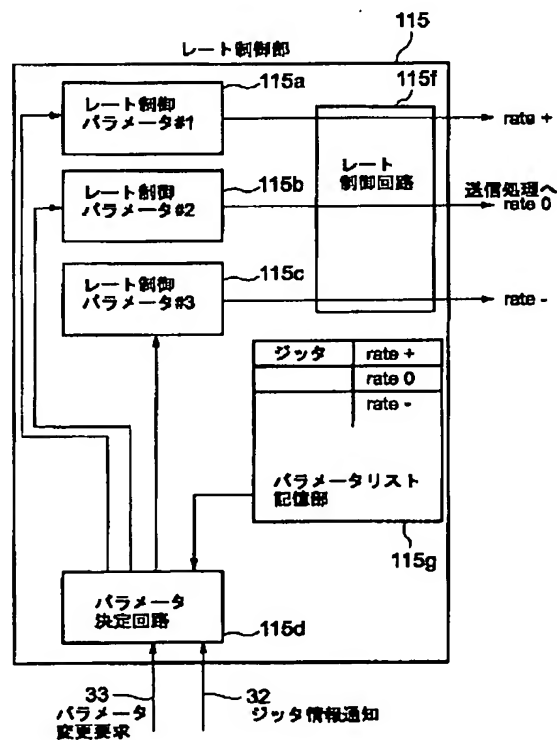 115
レート制御部
115a
115f
レート制御
パラメータ#1
rate +
レート
制御回路
115b
レート制御
パラメータ#2
送信処理へ
rate 0
115c
レート制御
パラメータ#3
rate -
ジッタ
rate +
rate 0
rate -
パラメータリスト
記憶部
115g
パラメータ
決定回路
115d
33
パラメータ
変更要求
32
ジッタ情報通知